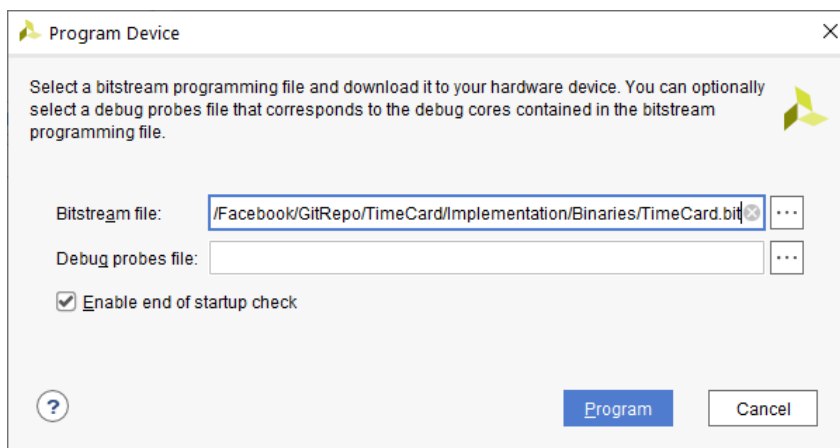 Program Device
Select a bitstream programming file and download it to your hardware device. You can optionally
select a debug probes file that corresponds to the debug cores contained in the bitstream
programming file.
Bitstream file: /Facebook/GitRepo/TimeCard/Implementation/Binaries/TimeCard.bit ...
Debug probes file: ...
Enable end of startup check
? Program Cancel